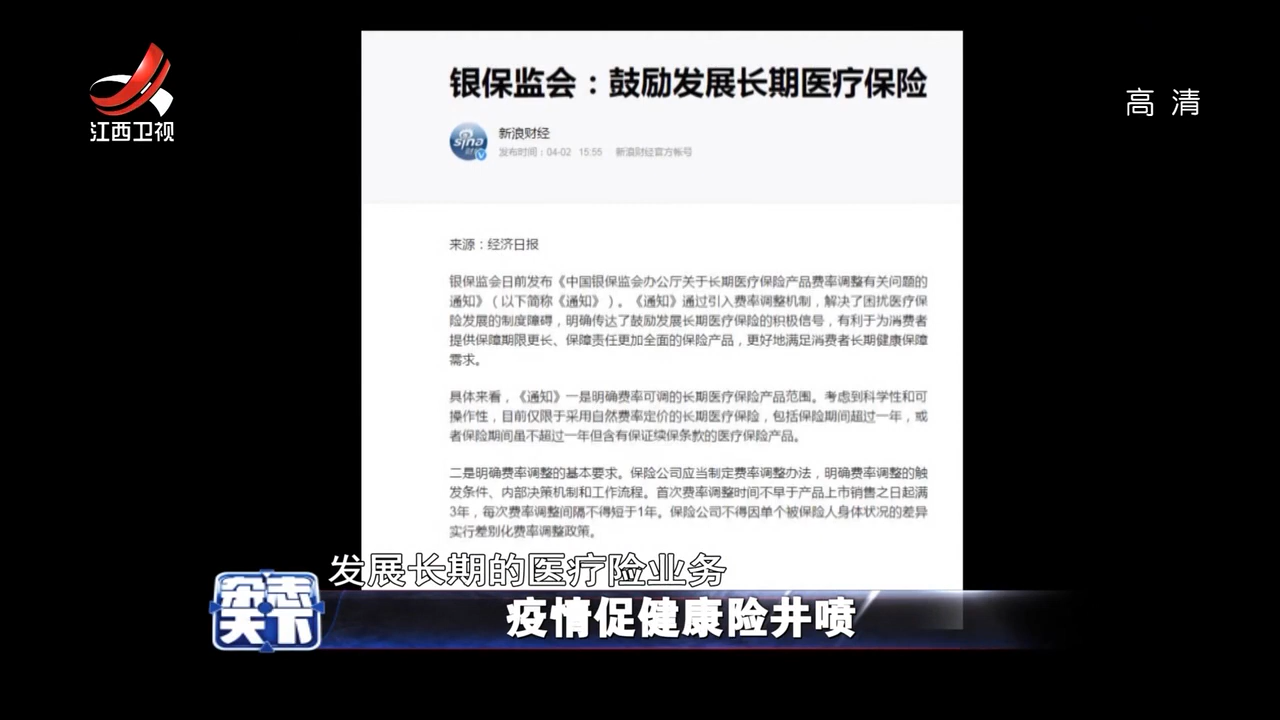 江西卫视
高清
银保监会：鼓励发展长期医疗保险
sina
财经
新浪财经
发布时间：04-02 15:55 新浪财经官方帐号
来源：经济日报
银保监会日前发布《中国银保监会办公厅关于长期医疗保险产品费率调整有关问题的
通知》（以下简称《通知》）。《通知》通过引入费率调整机制，解决了困扰医疗保
险发展的制度障碍，明确传达了鼓励发展长期医疗保险的积极信号，有利于为消费者
提供保障期限更长、保障责任更加全面的保险产品，更好地满足消费者长期健康保障
需求。
具体来看，《通知》一是明确费率可调的长期医疗保险产品范围。考虑到科学性和可
操作性，目前仅限于采用自然费率定价的长期医疗保险，包括保险期间超过一年，或
者保险期间虽不超过一年但含有保证续保条款的医疗保险产品。
二是明确费率调整的基本要求。保险公司应当制定费率调整办法，明确费率调整的触
发条件、内部决策机制和工作流程。首次费率调整时间不早于产品上市销售之日起满
3年，每次费率调整间隔不得短于1年。保险公司不得因单个被保险人身体状况的差异
实行差别化费率调整政策。
发展长期的医疗险业务
杂志
天下
疫情促健康险井喷